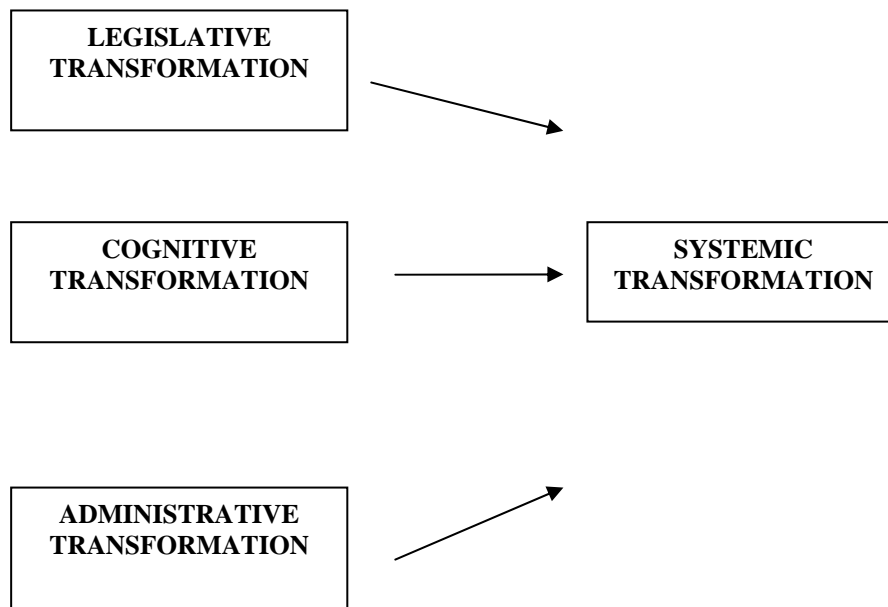 LEGISLATIVE
TRANSFORMATION
COGNITIVE
TRANSFORMATION
SYSTEMIC
TRANSFORMATION
ADMINISTRATIVE
TRANSFORMATION